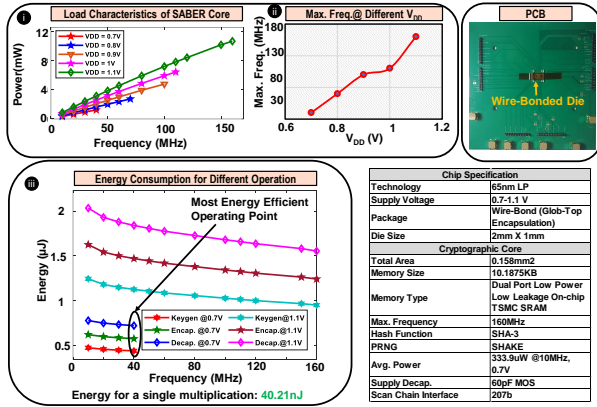 i
Load Characteristics of SABER Core
12
8
4
0
Power(mW)
VDD = 0.7V
VDD = 0.8V
VDD = 0.9V
VDD = 1V
VDD = 1.1V
0 50 100 150
Frequency (MHz)
ii
Max. Freq.@ Different VDD
180
130
80
30
Max. Freq. (MHz)
0.6 0.8 1 1.2
VDD (V)
PCB
Wire-Bonded Die
iii
Energy Consumption for Different Operation
Most Energy Efficient
Operating Point
2
1.5
1
0.5
Energy (μJ)
Keygen@0.7V
Keygen@1.1V
Encap. @0.7V
Encap.@1.1V
Decap. @0.7V
Decap.@1.1V
0 40 80 120 160
Frequency (MHz)
Energy for a single multiplication: 40.21nJ
Chip Specification
Technology 65nm LP
Supply Voltage 0.7-1.1 V
Package Wire-Bond (Glob-Top
Encapsulation)
Die Size 2mm X 1mm
Cryptographic Core
Total Area 0.158mm2
Memory Size 10.1875KB
Memory Type Dual Port Low Power
Low Leakage On-chip
TSMC SRAM
Max. Frequency 160MHz
Hash Function SHA-3
PRNG SHAKE
Avg. Power 333.9uW @10MHz,
0.7V
Supply Decap. 60pF MOS
Scan Chain Interface 207b